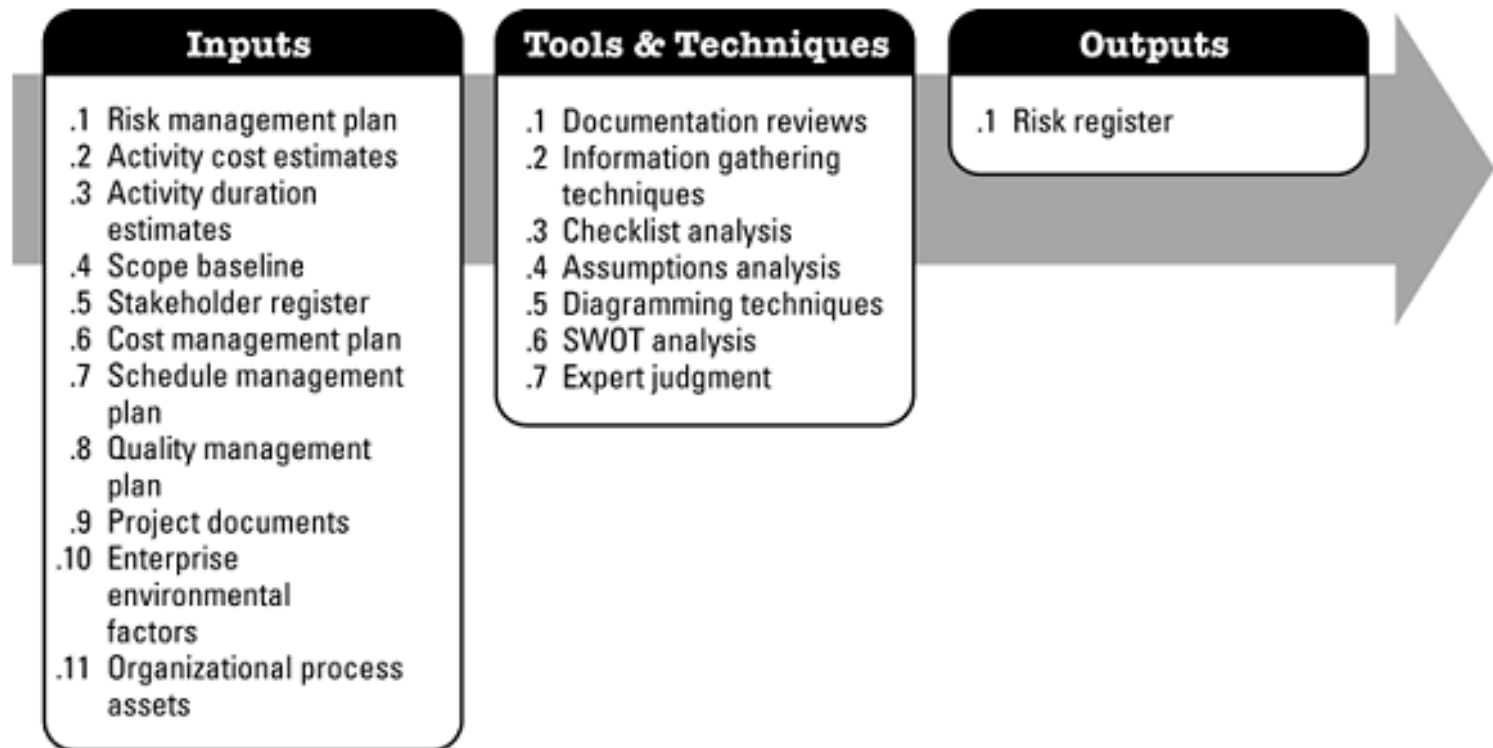 Inputs
.1 Risk management plan
.2 Activity cost estimates
.3 Activity duration
estimates
.4 Scope baseline
.5 Stakeholder register
.6 Cost management plan
.7 Schedule management
plan
.8 Quality management
plan
.9 Project documents
.10 Enterprise
environmental
factors
.11 Organizational process
assets
Tools & Techniques
.1 Documentation reviews
.2 Information gathering
techniques
.3 Checklist analysis
.4 Assumptions analysis
.5 Diagramming techniques
.6 SWOT analysis
.7 Expert judgment
Outputs
.1 Risk register